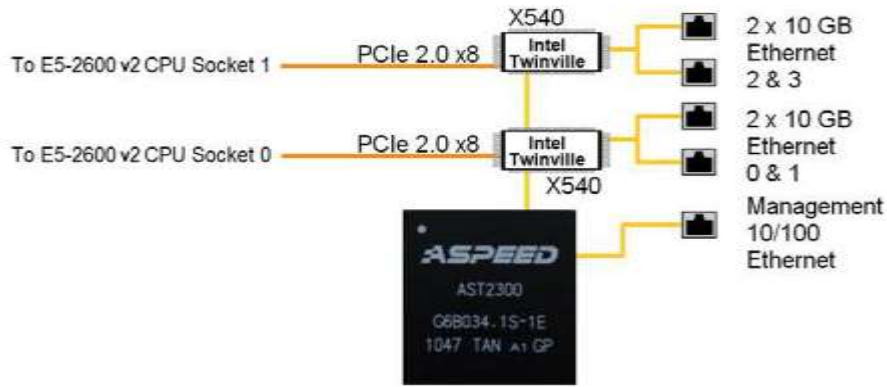 X540
To E5-2600 v2 CPU Socket 1
PCIe 2.0 x8
Intel
Twinville
2 x 10 GB
Ethernet
2 & 3
To E5-2600 v2 CPU Socket 0
PCIe 2.0 x8
Intel
Twinville
X540
2 x 10 GB
Ethernet
0 & 1
Management
10/100
Ethernet
ASPEED
AST2300
G6B034.1S-1E
1047 TAN A1 GP